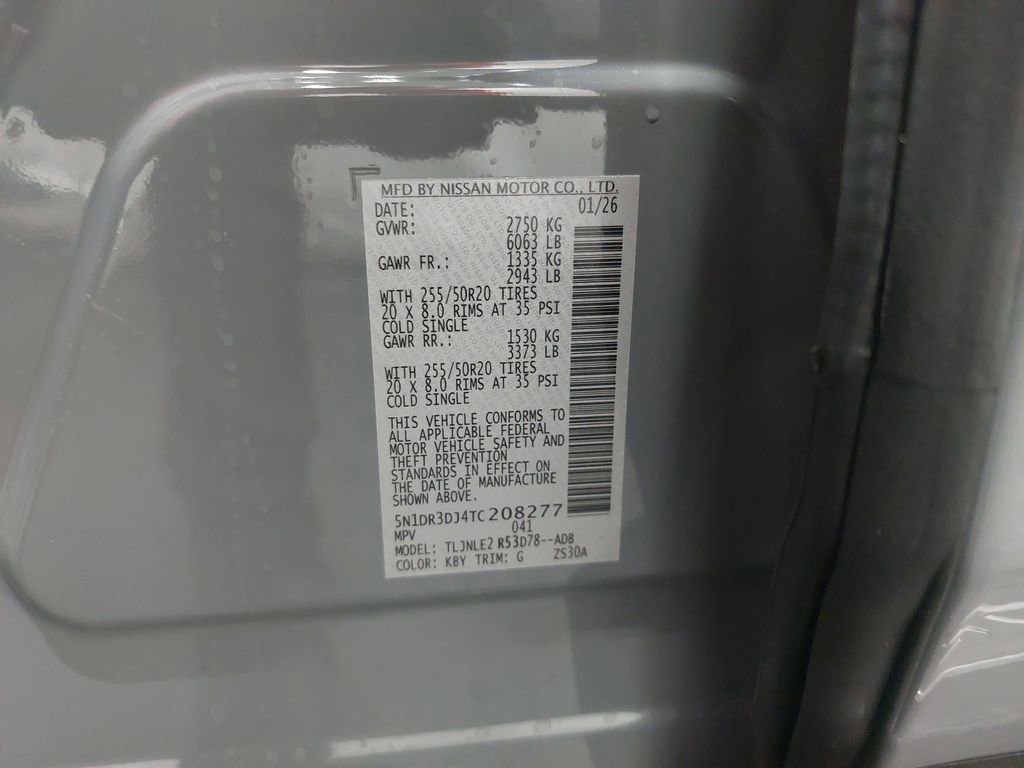 MFD BY NISSAN MOTOR CO., LTD.
DATE: 01/26
GVWR: 2750 KG
6063 LB
GAWR FR.: 1335 KG
2943 LB
WITH 255/50R20 TIRES
20 X 8.0 RIMS AT 35 PSI
COLD SINGLE
GAWR RR.: 1530 KG
3373 LB
WITH 255/50R20 TIRES
20 X 8.0 RIMS AT 35 PSI
COLD SINGLE
THIS VEHICLE CONFORMS TO
ALL APPLICABLE FEDERAL
MOTOR VEHICLE SAFETY AND
THEFT PREVENTION
STANDARDS IN EFFECT ON
THE DATE OF MANUFACTURE
SHOWN ABOVE.
5N1DR3DJ4TC208277
MPV 041
MODEL: TLJNLE2 R53D78--ADB
COLOR: KBY TRIM: G ZS30A